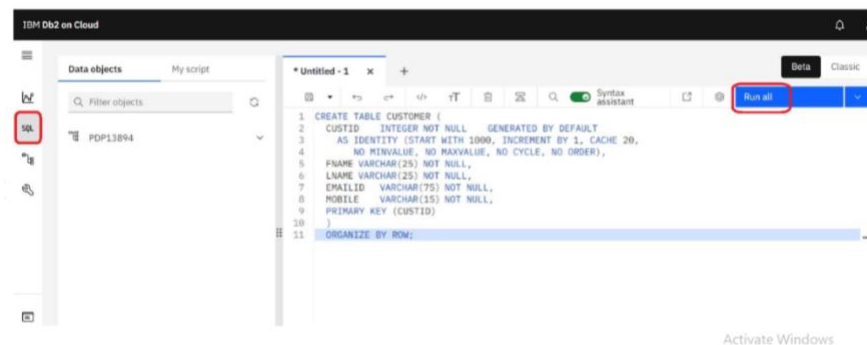 IBM Db2 on Cloud
Data objects My script
* Untitled - 1 × +
Beta Classic
Filter objects
Syntax assistant
Run all
SQL
PDP13894
1 CREATE TABLE CUSTOMER (
2 CUSTID INTEGER NOT NULL GENERATED BY DEFAULT
3 AS IDENTITY (START WITH 1000, INCREMENT BY 1, CACHE 20,
4 NO MINVALUE, NO MAXVALUE, NO CYCLE, NO ORDER),
5 FNAME VARCHAR(25) NOT NULL,
6 LNAME VARCHAR(25) NOT NULL,
7 EMAILID VARCHAR(75) NOT NULL,
8 MOBILE VARCHAR(15) NOT NULL,
9 PRIMARY KEY (CUSTID)
10 )
11 ORGANIZE BY ROW;
Activate Windows